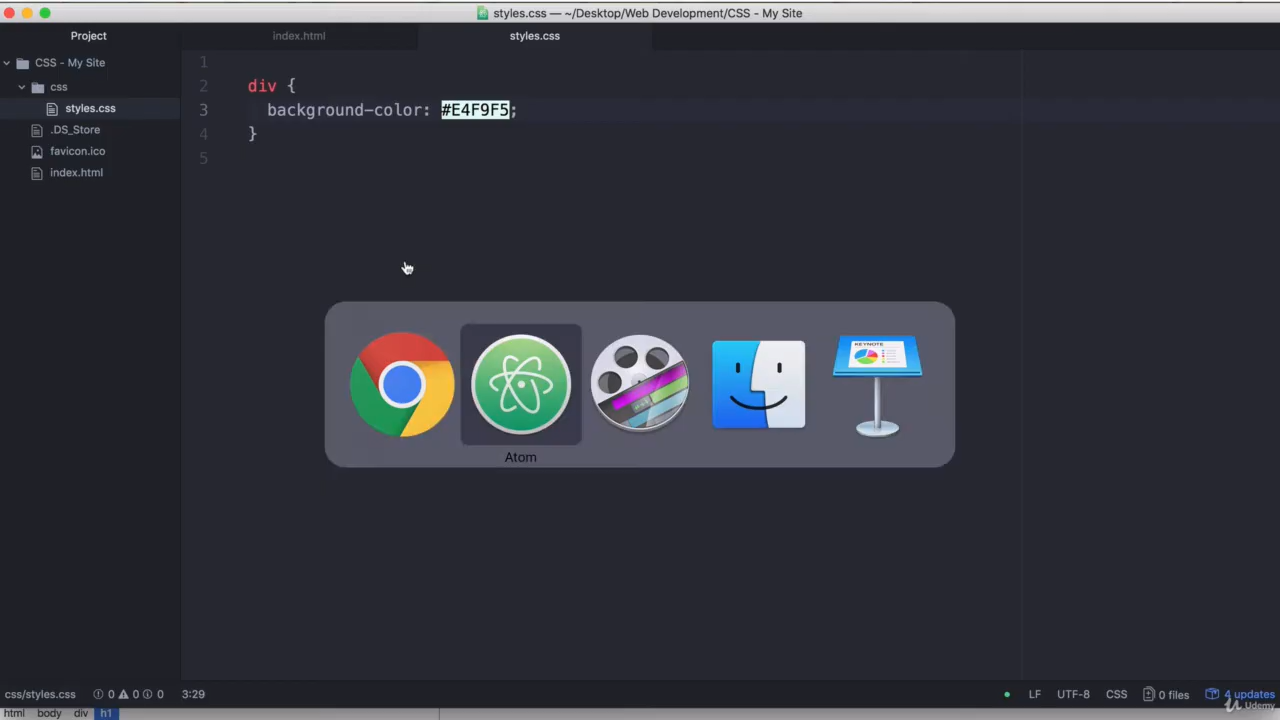 styles.css — ~/Desktop/Web Development/CSS - My Site
Project
index.html
styles.css
CSS - My Site
css
styles.css
.DS_Store
favicon.ico
index.html
1
2 div {
3 background-color: #E4F9F5;
4 }
5
KEYNOTE
Atom
css/styles.css 0 0 0 3:29
LF UTF-8 CSS 0 files 4 updates
html body div h1
Udemy